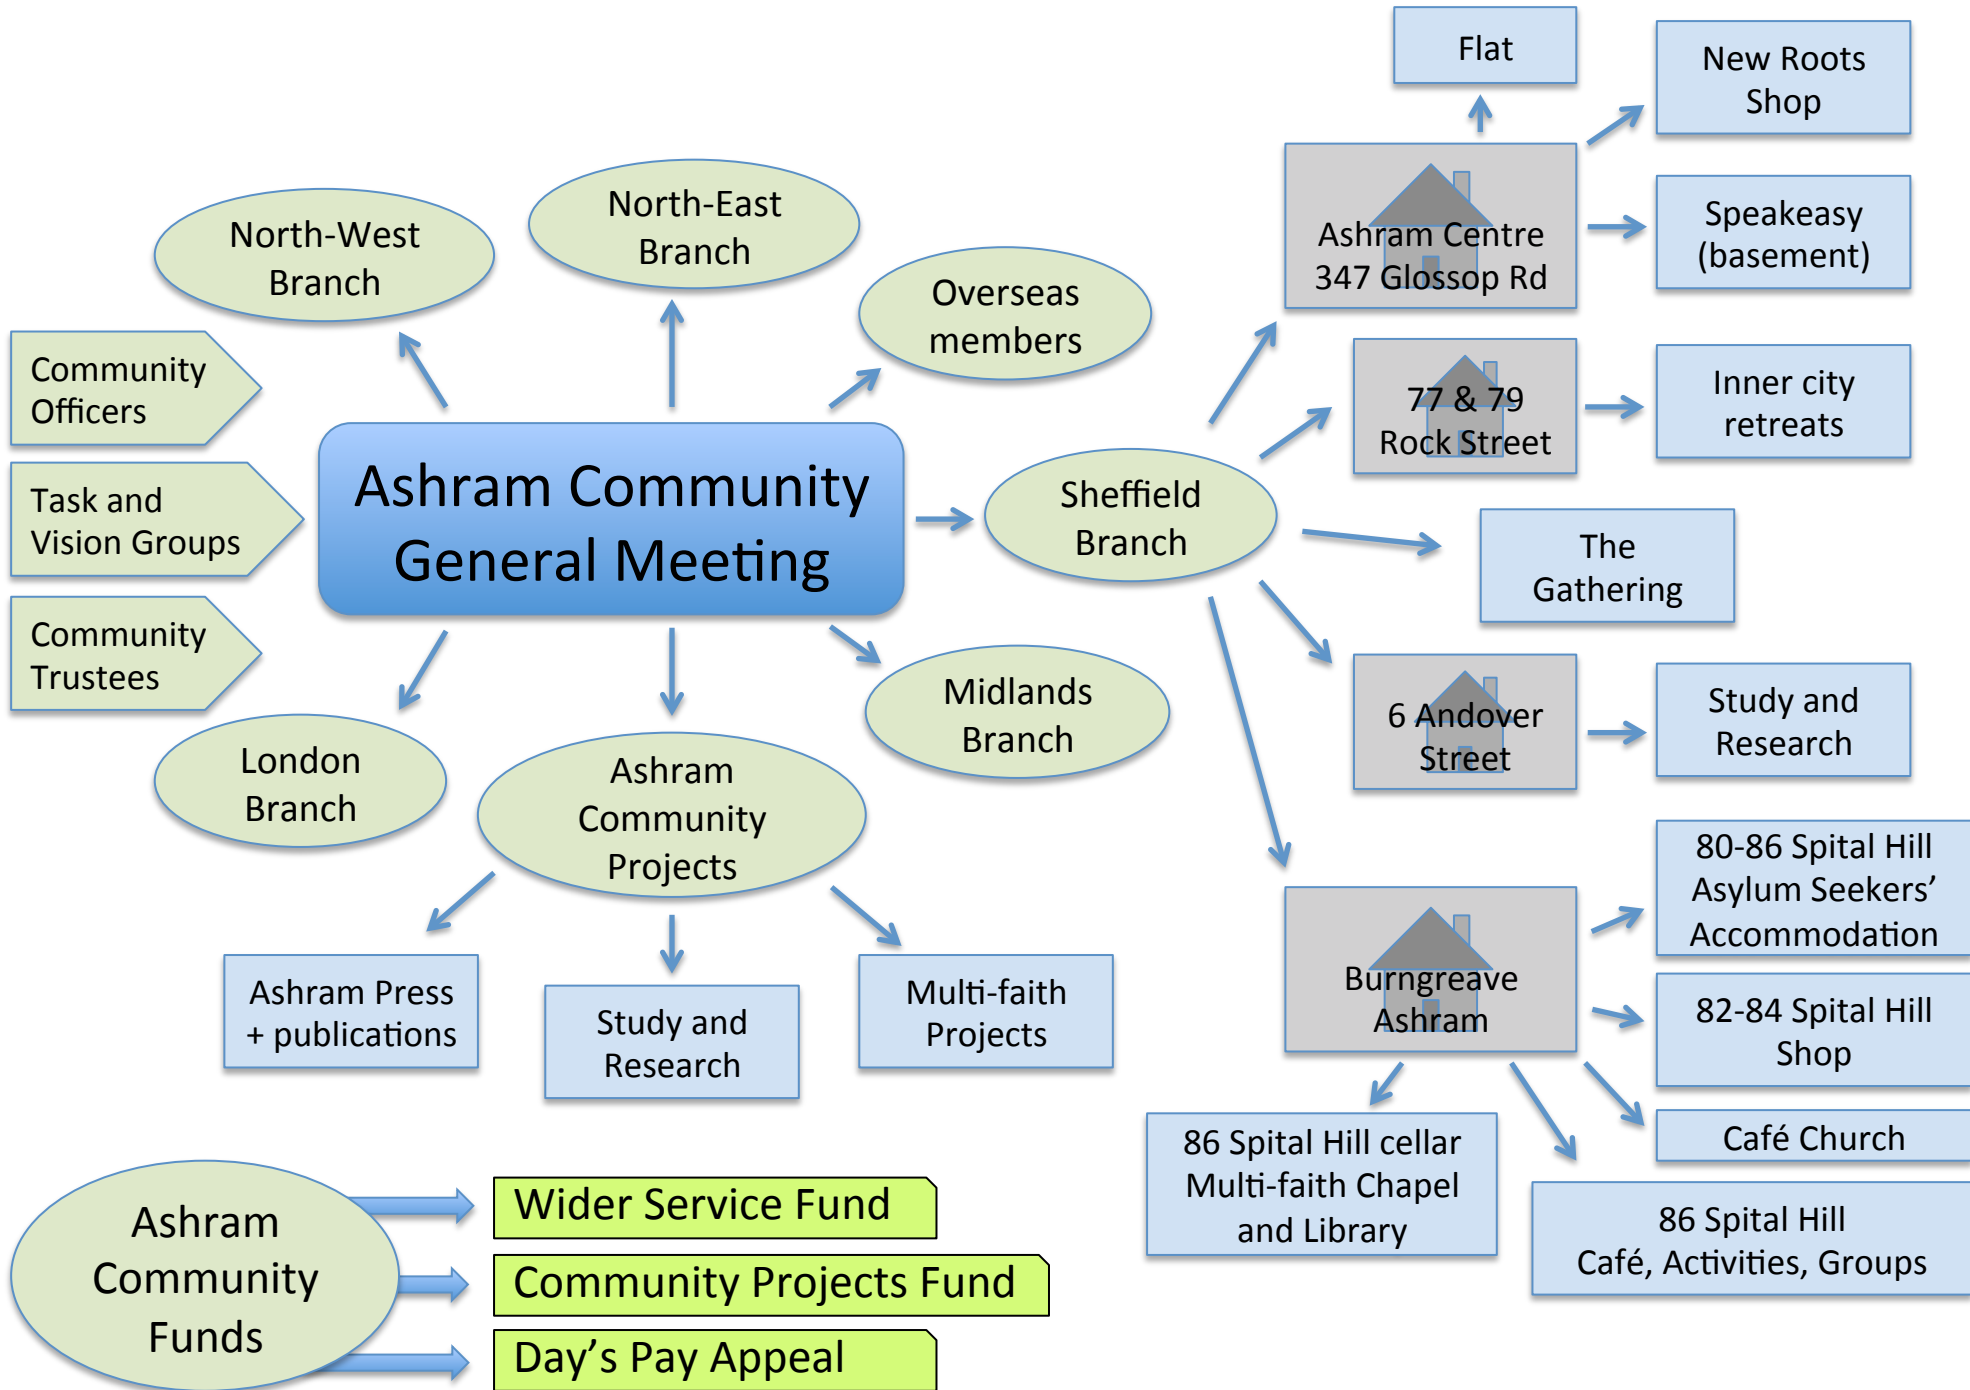 Flat
New Roots
Shop
North-West
Branch
North-East
Branch
Overseas
members
Ashram Centre
347 Glossop Rd
Speakeasy
(basement)
Community
Officers
Task and
Vision Groups
Community
Trustees
Ashram Community
General Meeting
Sheffield
Branch
77 & 79
Rock Street
Inner city
retreats
The
Gathering
6 Andover
Street
Study and
Research
London
Branch
Ashram
Community
Projects
Midlands
Branch
Ashram Press
+ publications
Study and
Research
Multi-faith
Projects
Burngreave
Ashram
80-86 Spital Hill
Asylum Seekers’
Accommodation
82-84 Spital Hill
Shop
Café Church
86 Spital Hill cellar
Multi-faith Chapel
and Library
86 Spital Hill
Café, Activities, Groups
Ashram
Community
Funds
Wider Service Fund
Community Projects Fund
Day’s Pay Appeal